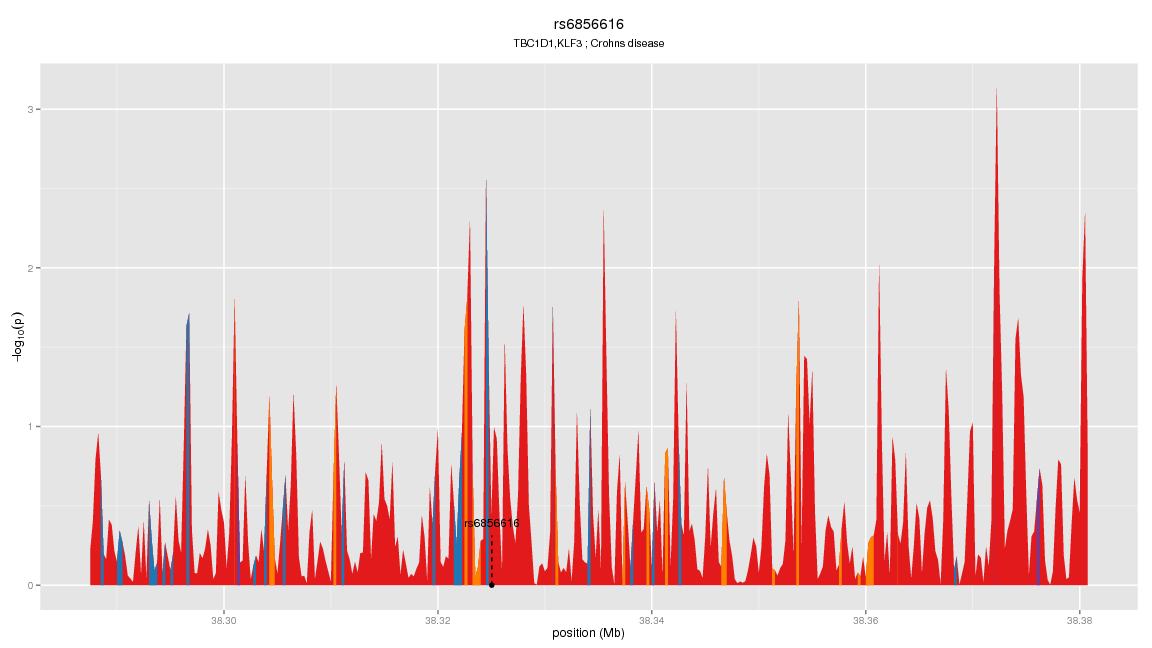 rs6856616
TBC1D1,KLF3 ; Crohns disease
−log10(p)
3
2
1
0
rs6856616
38.30
38.32
38.34
38.36
38.38
position (Mb)